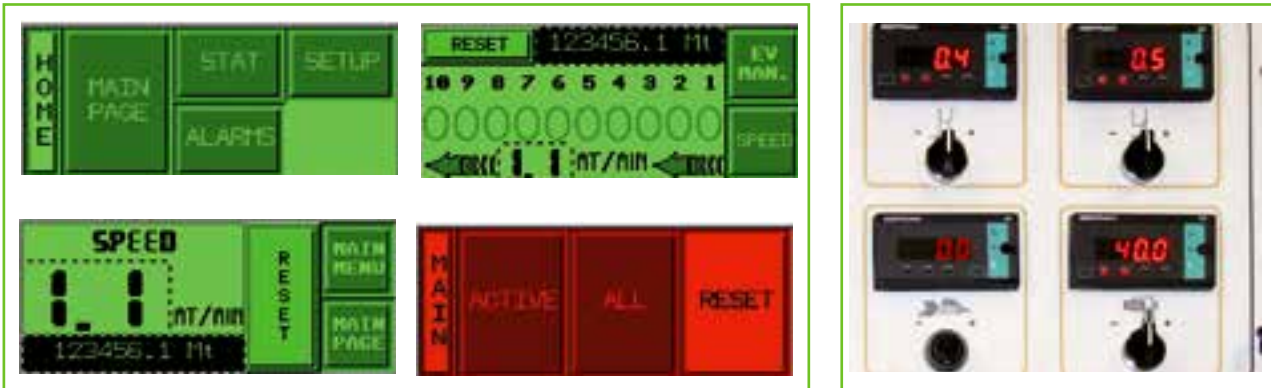 HOME
MAIN PAGE
STAT
SETUP
ALARMS
RESET
123456.1 Mt
EV MAN.
10 9 8 7 6 5 4 3 2 1
SPEED
1.1 MT/MIN
SPEED
1.1 MT/MIN
123456.1 Mt
RESET
MAIN MENU
MAIN PAGE
MAIN
ACTIVE
ALL
RESET
0.4
0.5
- +
- +
0.0
40.0
- +
- +